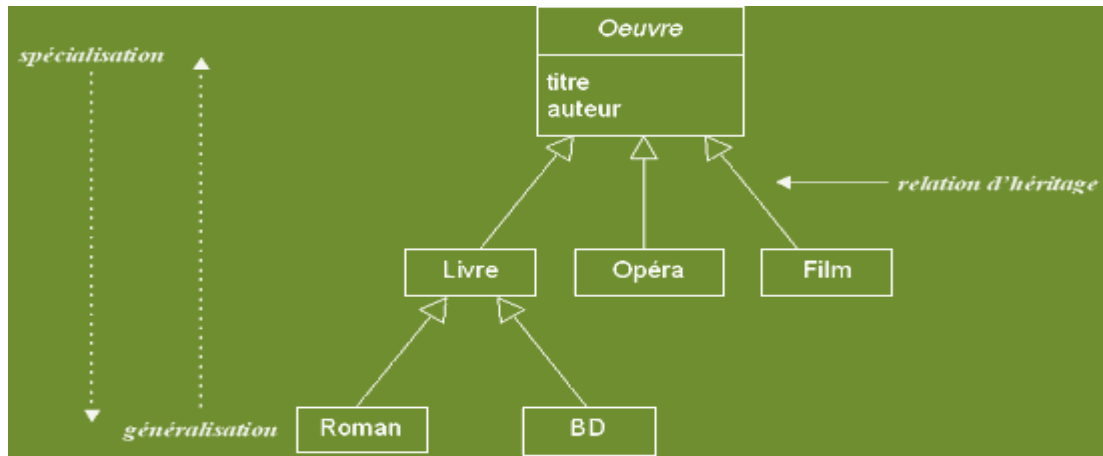 Oeuvre
spécialisation
titre
auteur
relation d'héritage
Livre
Opéra
Film
généralisation
Roman
BD